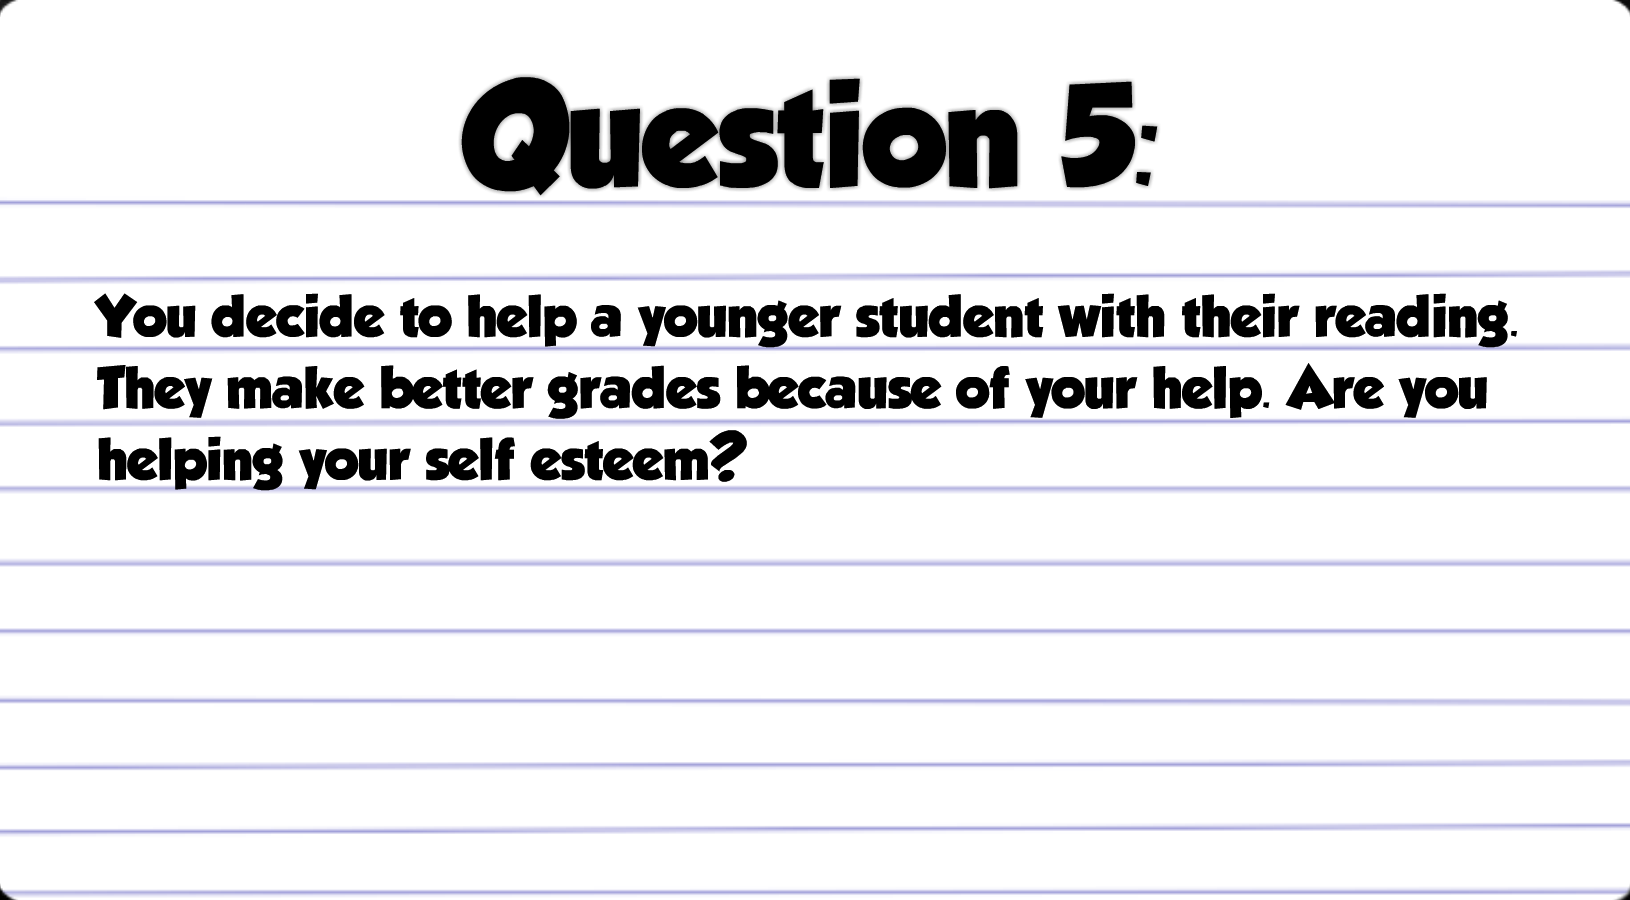 Question 5:
You decide to help a younger student with their reading.
They make better grades because of your help. Are you
helping your self esteem?